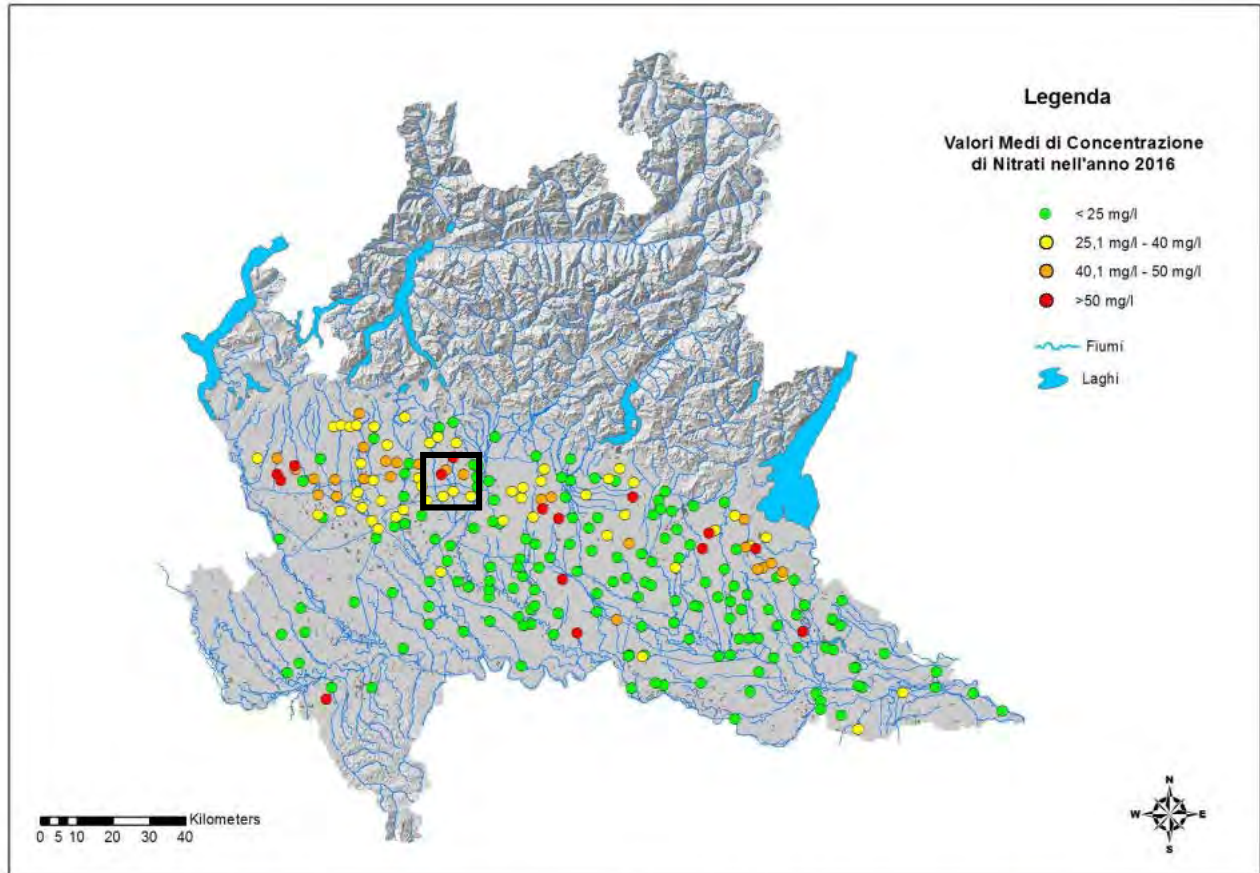 Legenda
Valori Medi di Concentrazione
di Nitrati nell'anno 2016
< 25 mg/l
25,1 mg/l - 40 mg/l
40,1 mg/l - 50 mg/l
>50 mg/l
Fiumi
Laghi
N
W E
S
Kilometers
0 5 10 20 30 40